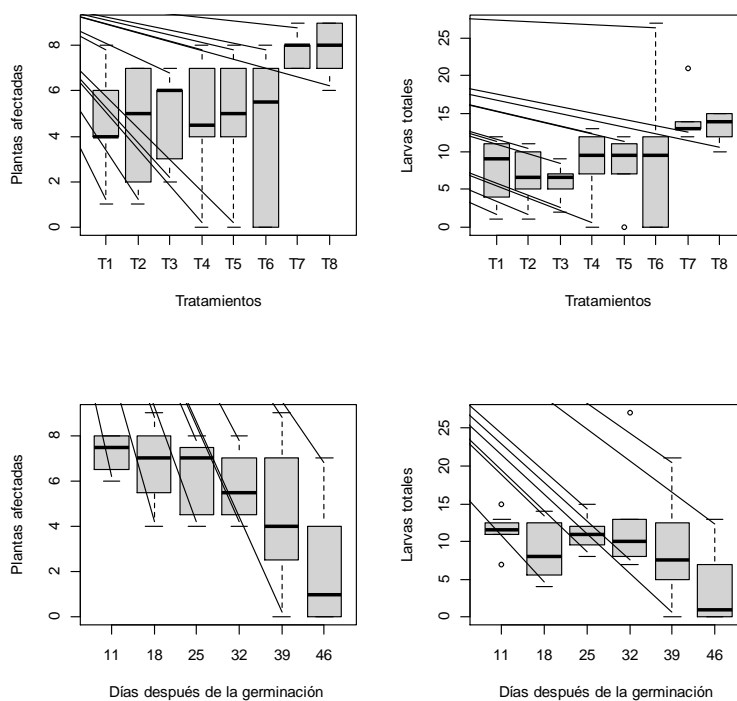 Plantas afectadas
0 2 4 6 8
T1 T2 T3 T4 T5 T6 T7 T8
Tratamientos
Larvas totales
0 5 10 15 20 25
T1 T2 T3 T4 T5 T6 T7 T8
Tratamientos
Plantas afectadas
0 2 4 6 8
11 18 25 32 39 46
Días después de la germinación
Larvas totales
0 5 10 15 20 25
11 18 25 32 39 46
Días después de la germinación